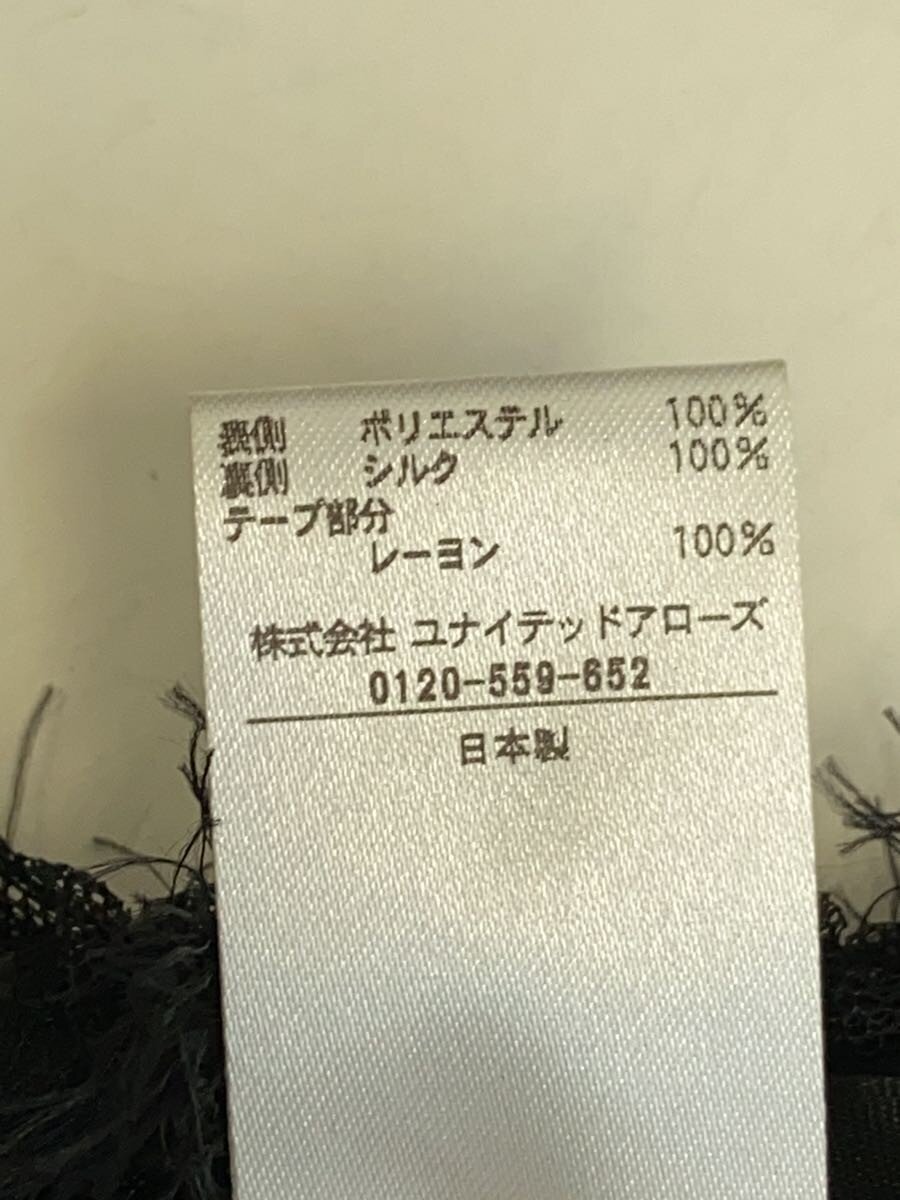 表側 ポリエステル 100%
裏側 シルク 100%
テープ部分
レーヨン 100%
株式会社 ユナイテッドアローズ
0120-559-652
日本製